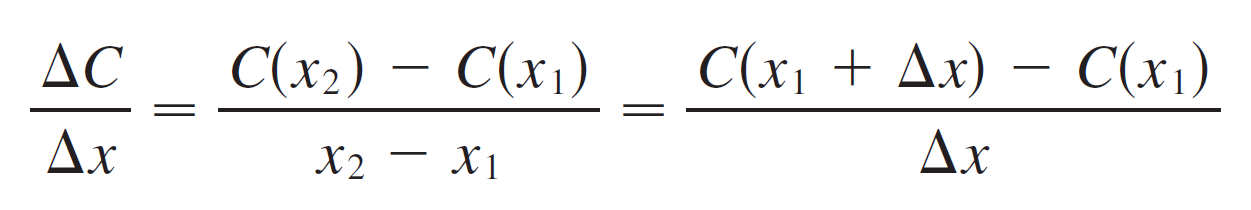 ΔC/Δx = (C(x₂) − C(x₁))/(x₂ − x₁) = (C(x₁ + Δx) − C(x₁))/Δx